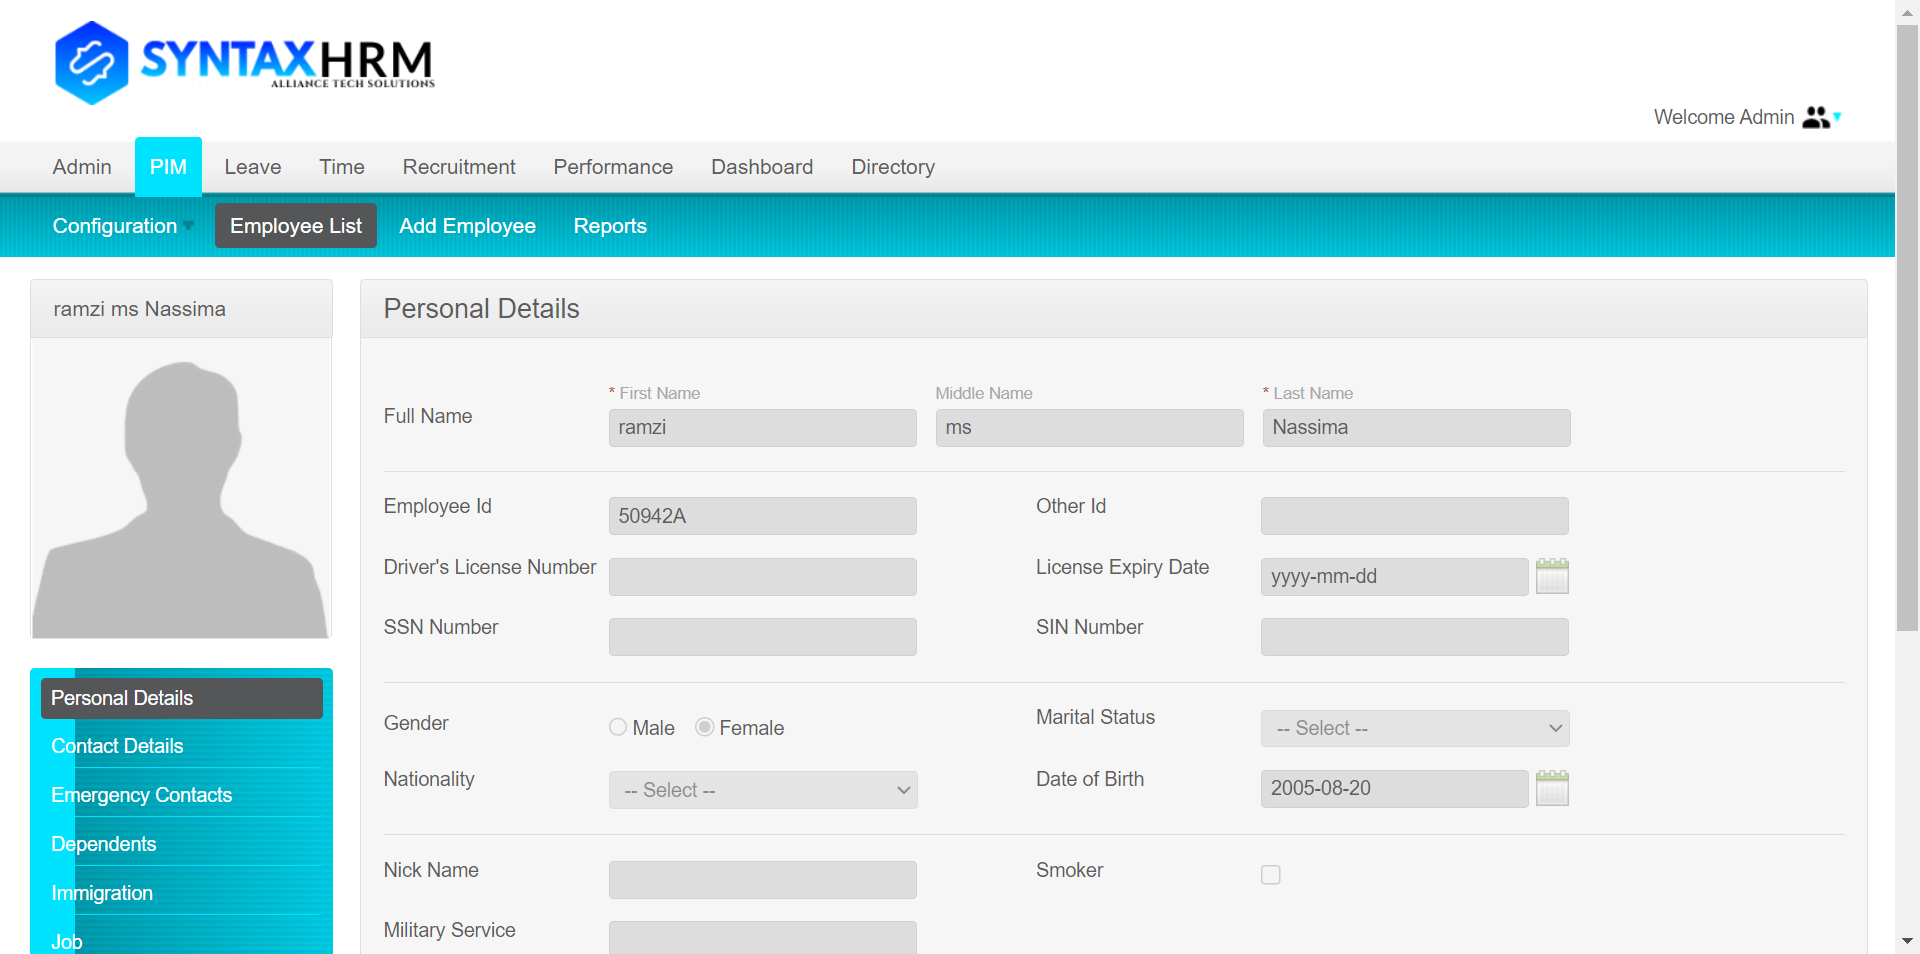 SYNTAXHRM
ALLIANCE TECH SOLUTIONS
Welcome Admin
Admin PIM Leave Time Recruitment Performance Dashboard Directory
Configuration Employee List Add Employee Reports
ramzi ms Nassima
Personal Details
* First Name Middle Name * Last Name
Full Name ramzi ms Nassima
Employee Id 50942A Other Id
Driver's License Number License Expiry Date yyyy-mm-dd
SSN Number SIN Number
Gender Male Female Marital Status -- Select --
Nationality -- Select -- Date of Birth 2005-08-20
Nick Name Smoker
Military Service
Personal Details
Contact Details
Emergency Contacts
Dependents
Immigration
Job